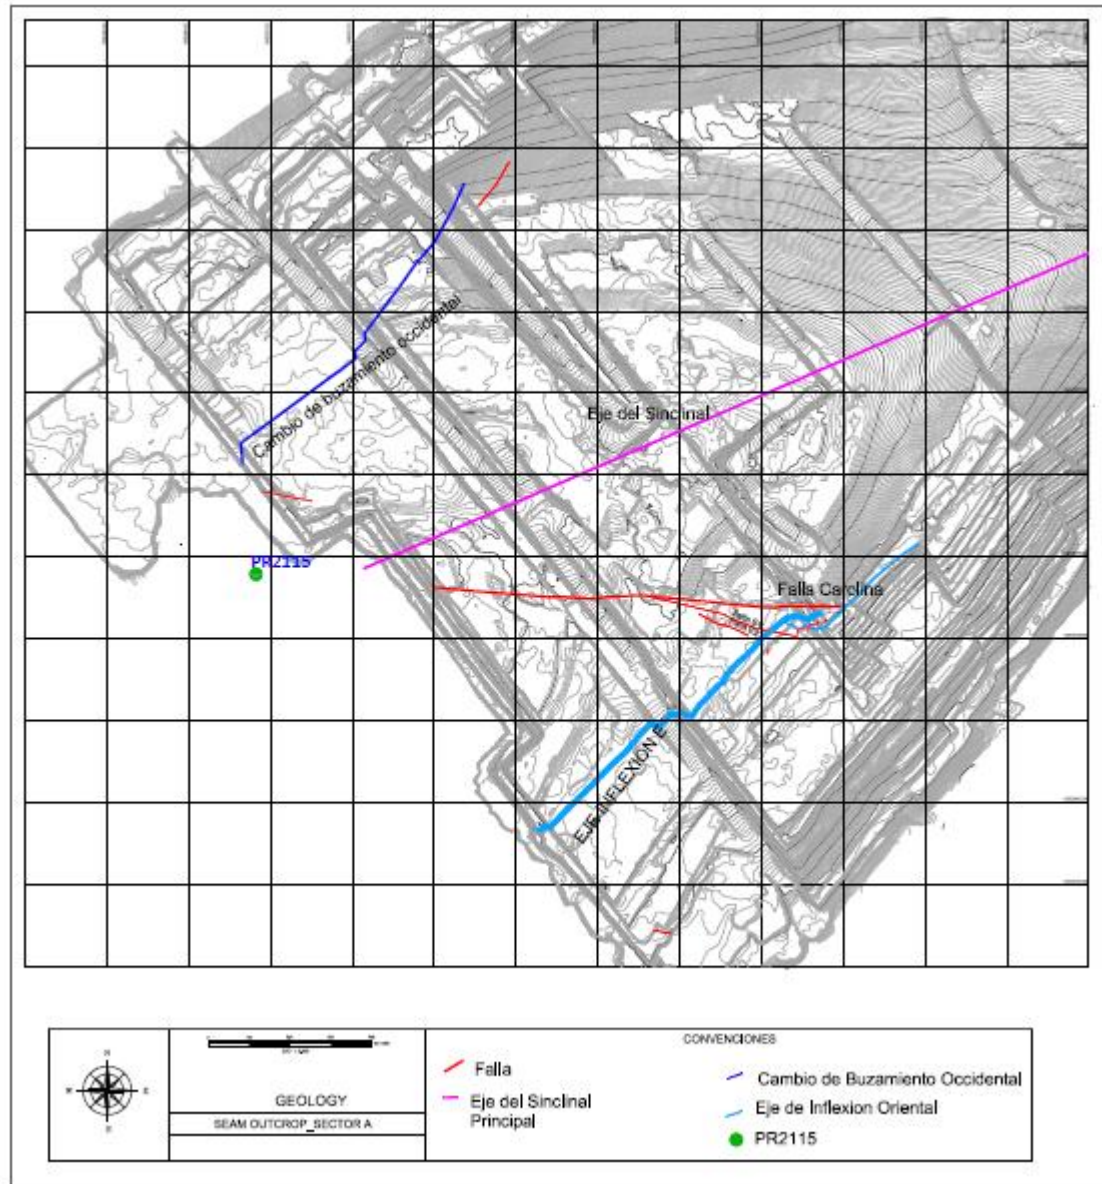 Cambio de buzamiento occidental
Eje del Sinclinal
PR2115
Falla Carolina
EJE INFLEXION E
N
E
S
GEOLOGY
SEAM OUTCROP_SECTOR A
CONVENCIONES
Falla
Eje del Sinclinal
Principal
Cambio de Buzamiento Occidental
Eje de Inflexion Oriental
PR2115